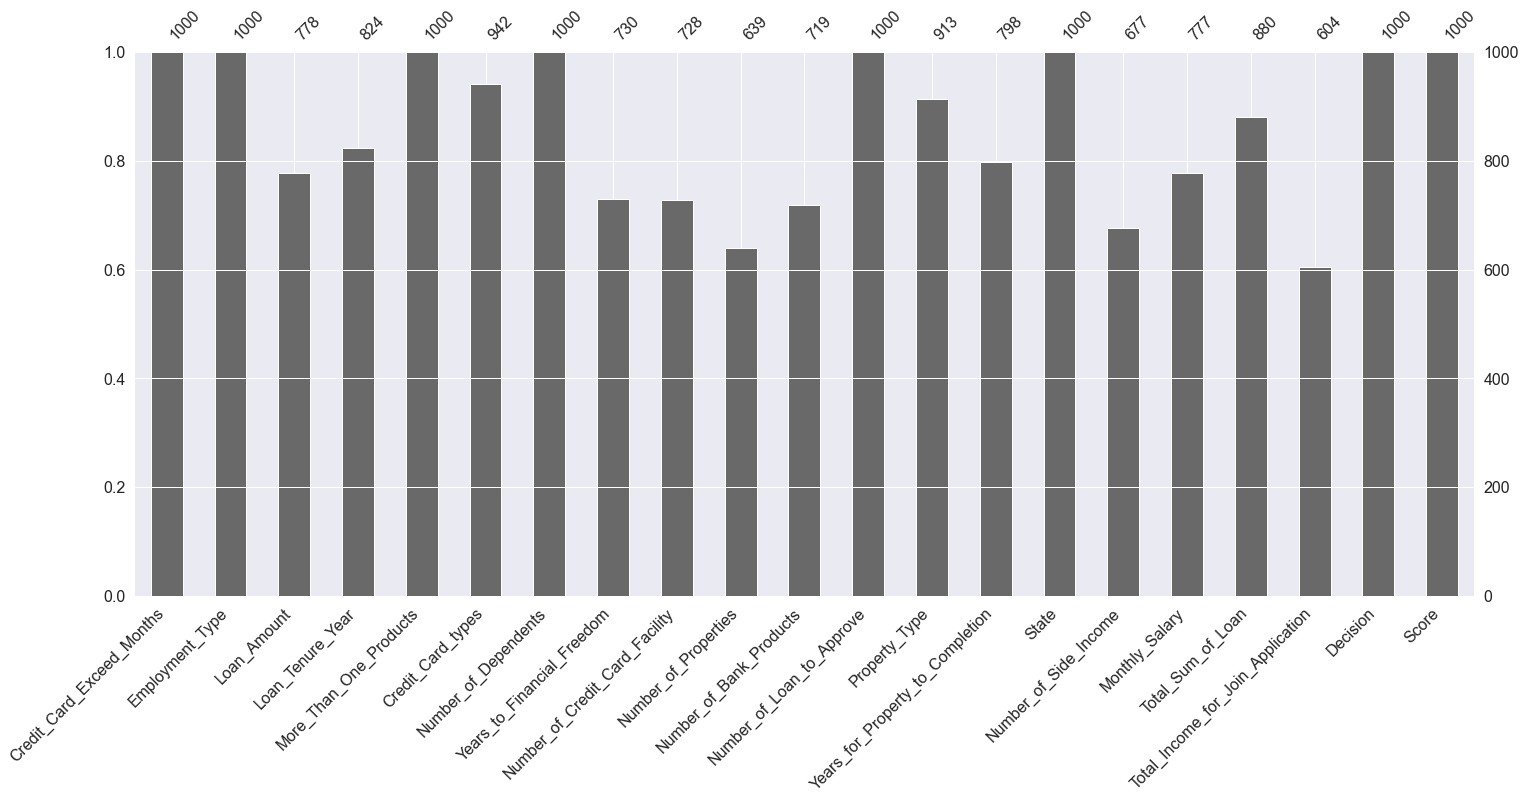 1000 1000 778 824 1000 942 1000 730 728 639 719 1000 913 798 1000 677 777 880 604 1000 1000
1.0 1000
0.8 800
0.6 600
0.4 400
0.2 200
0.0 0
Credit_Card_Exceed_Months
Employment_Type
Loan_Amount
Loan_Tenure_Year
More_Than_One_Products
Credit_Card_types
Number_of_Dependents
Years_to_Financial_Freedom
Number_of_Credit_Card_Facility
Number_of_Properties
Number_of_Bank_Products
Number_of_Loan_to_Approve
Property_Type
Years_for_Property_to_Completion
State
Number_of_Side_Income
Monthly_Salary
Total_Sum_of_Loan
Total_Income_for_Join_Application
Decision
Score